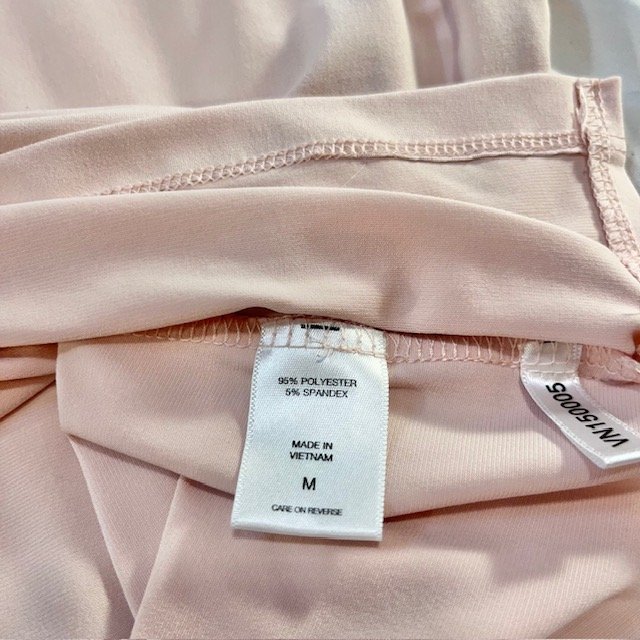 95% POLYESTER
5% SPANDEX
MADE IN
VIETNAM
M
CARE ON REVERSE
VN150005